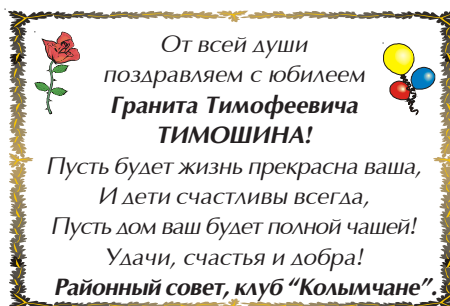 От всей души
поздравляем с юбилеем
Гранита Тимофеевича
ТИМОШИНА!
Пусть будет жизнь прекрасна ваша,
И дети счастливы всегда,
Пусть дом ваш будет полной чашей!
Удачи, счастья и добра!
Районный совет, клуб “Колымчане”.